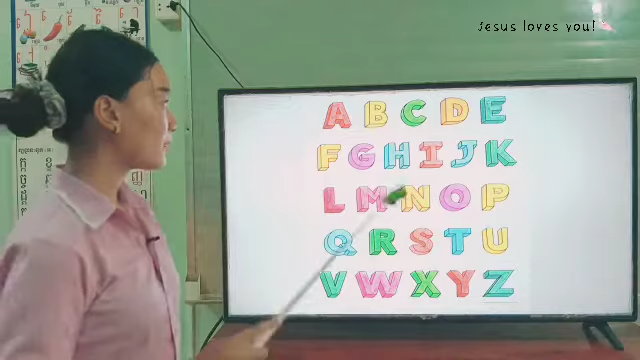 Jesus loves you!
A B C D E
F G H I J K
L M N O P
Q R S T U
V W X Y Z